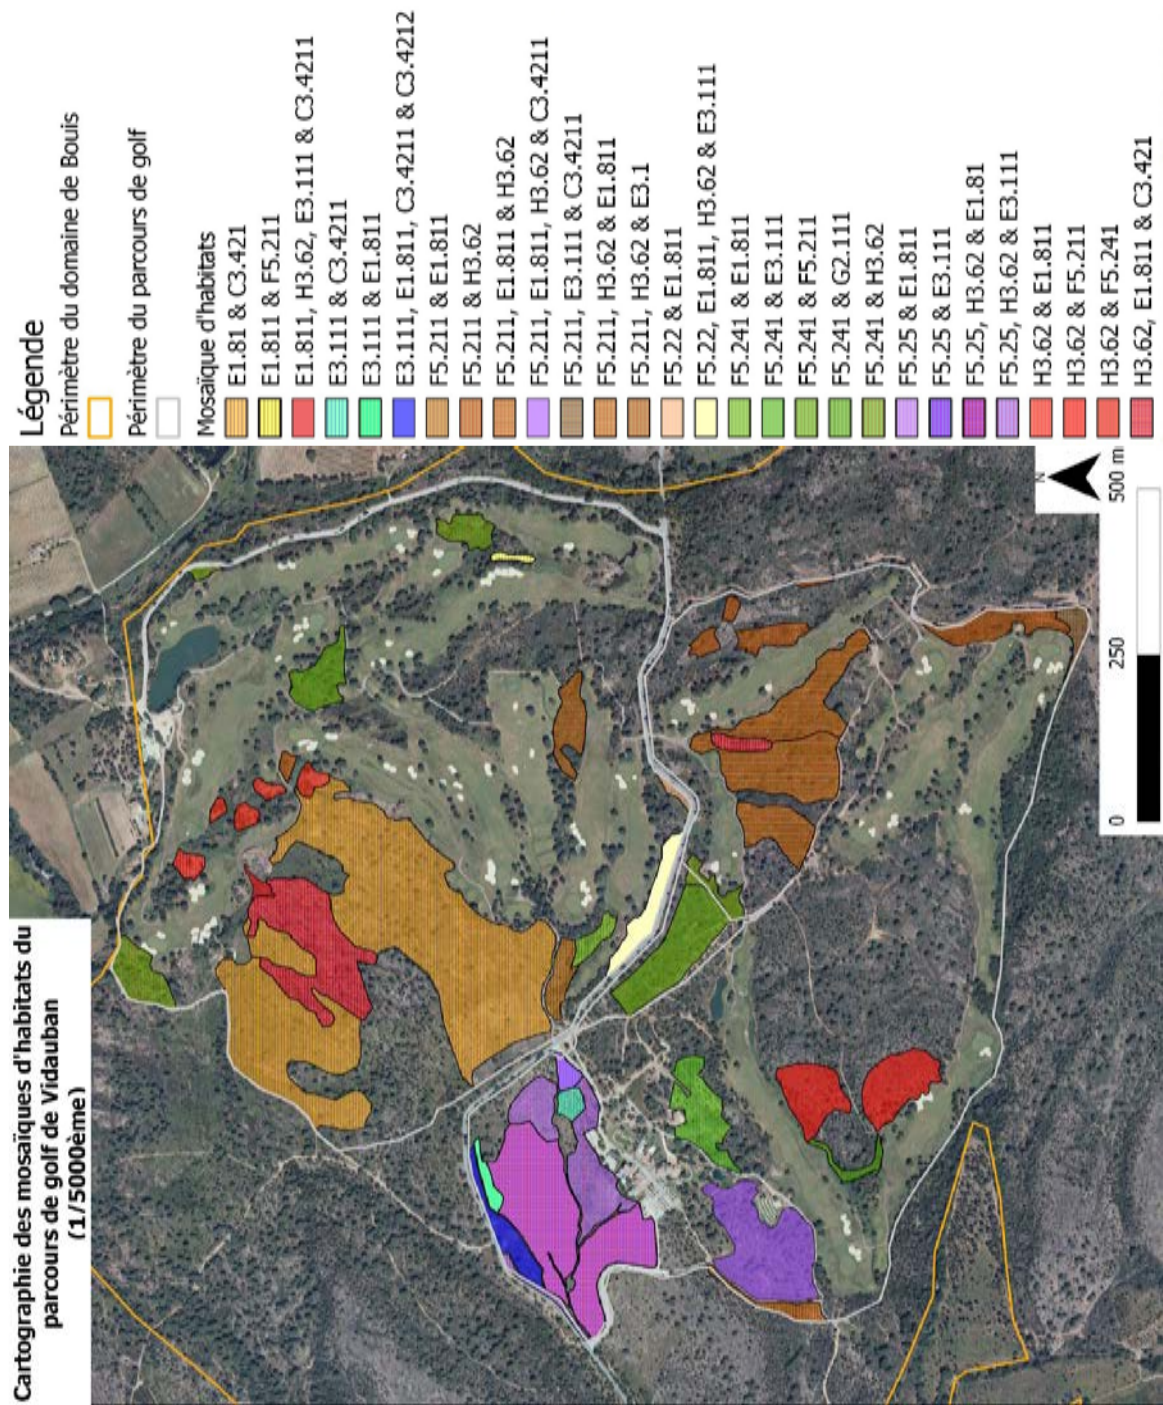 Cartographie des mosaïques d'habitats du
parcours de golf de Vidauban
(1/5000ème)
Légende
Périmètre du domaine de Bouis
Périmètre du parcours de golf
Mosaïque d'habitats
E1.81 & C3.421
E1.811 & F5.211
E1.811, H3.62, E3.111 & C3.4211
E3.111 & C3.4211
E3.111 & E1.811
E3.111, E1.811, C3.4211 & C3.4212
F5.211 & E1.811
F5.211 & H3.62
F5.211, E1.811 & H3.62
F5.211, E1.811, H3.62 & C3.4211
F5.211, E3.111 & C3.4211
F5.211, H3.62 & E1.811
F5.211, H3.62 & E3.1
F5.22 & E1.811
F5.22, E1.811, H3.62 & E3.111
F5.241 & E1.811
F5.241 & E3.111
F5.241 & F5.211
F5.241 & G2.111
F5.241 & H3.62
F5.25 & E1.811
F5.25 & E3.111
F5.25, H3.62 & E1.81
F5.25, H3.62 & E3.111
H3.62 & E1.811
H3.62 & F5.211
H3.62 & F5.241
H3.62, E1.811 & C3.421
N
0 250 500 m